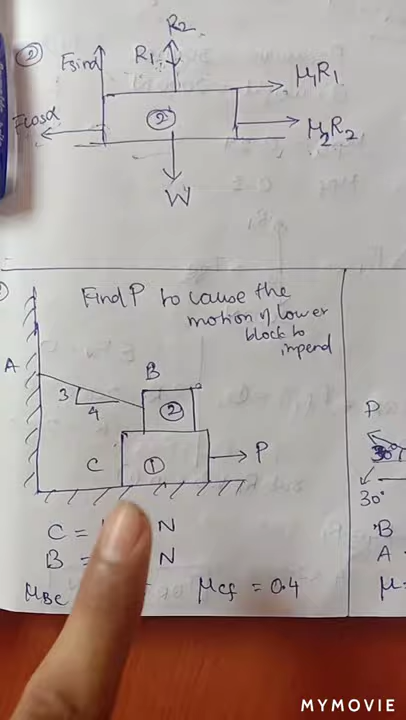 ②
R2
R1
Fsinα
μ1R1
Fcosα
②
μ2R2
W
Find P to cause the
motion of lower
block to
impend
A
B
3
4
②
P
C
①
P
30°
30°
C = N
B = N
'B
A
μBC
μcf = 0.4
μ=
MYMOVIE